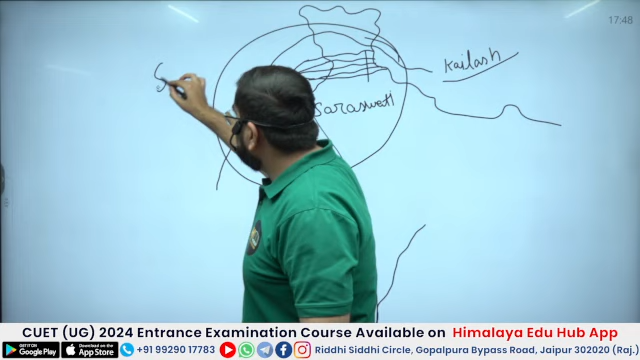 17:48
Kailash
Saraswati
S
CUET (UG) 2024 Entrance Examination Course Available on Himalaya Edu Hub App
GET IT ON
Google Play
Download on the
App Store
+91 99290 17783
Riddhi Siddhi Circle, Gopalpura Bypass Road, Jaipur 302020 (Raj.)